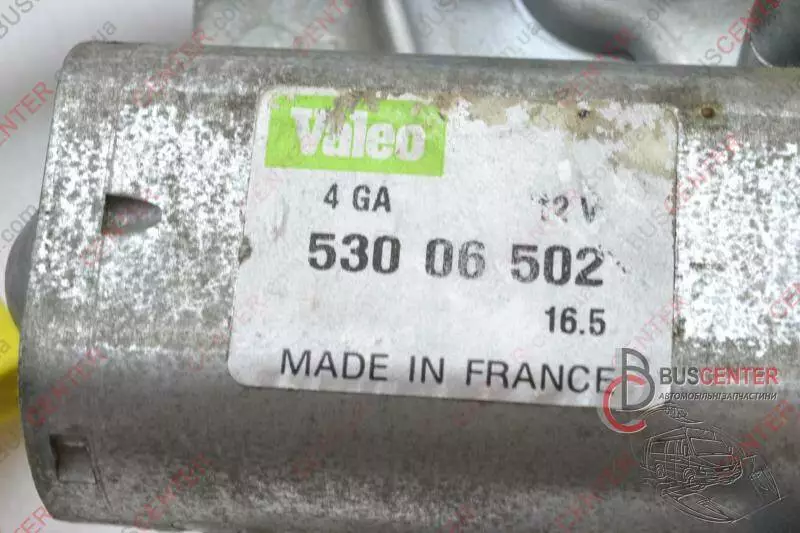 Valeo
4 GA 12 V
530 06 502
16.5
MADE IN FRANCE
BUSCENTER
АВТОМОБІЛЬНІ ЗАПЧАСТИНИ